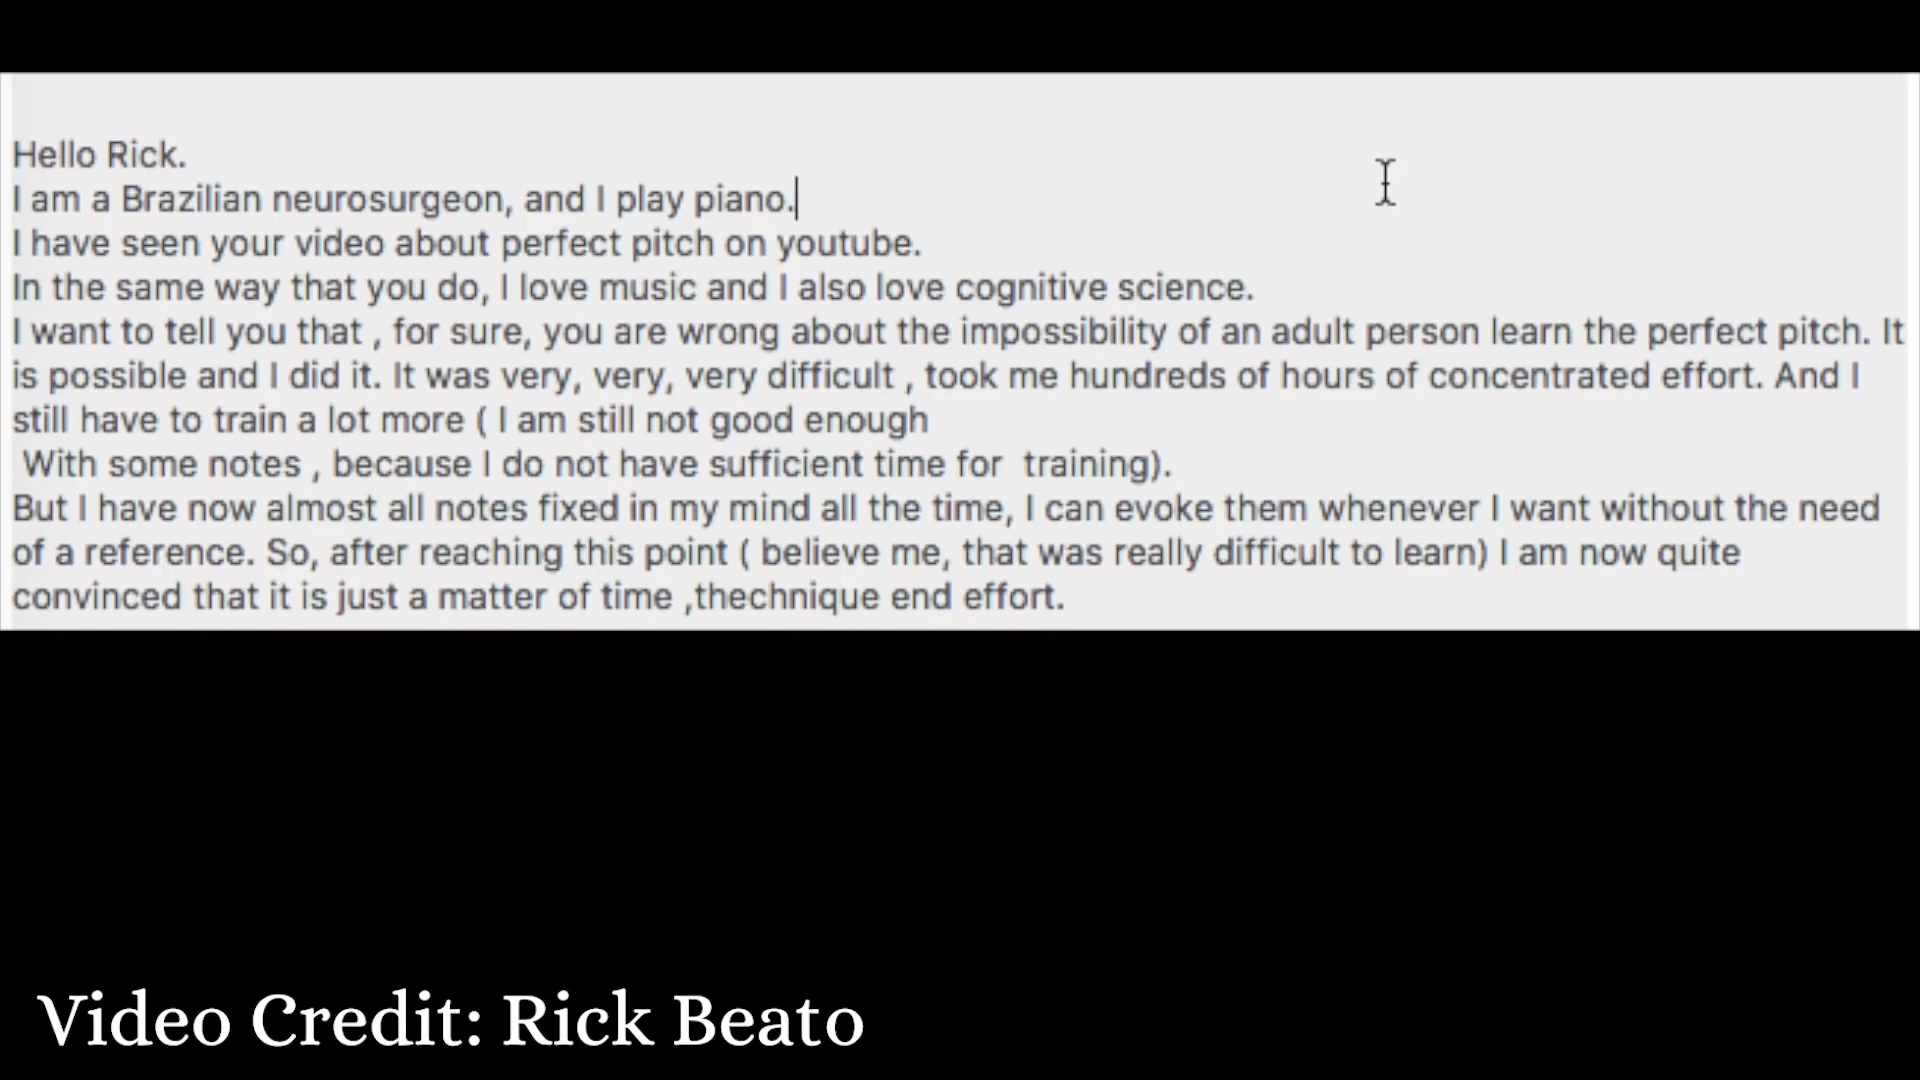 Hello Rick.
I am a Brazilian neurosurgeon, and I play piano.
I have seen your video about perfect pitch on youtube.
In the same way that you do, I love music and I also love cognitive science.
I want to tell you that , for sure, you are wrong about the impossibility of an adult person learn the perfect pitch. It
is possible and I did it. It was very, very, very difficult , took me hundreds of hours of concentrated effort. And I
still have to train a lot more ( I am still not good enough
With some notes , because I do not have sufficient time for  training).
But I have now almost all notes fixed in my mind all the time, I can evoke them whenever I want without the need
of a reference. So, after reaching this point ( believe me, that was really difficult to learn) I am now quite
convinced that it is just a matter of time ,thechnique end effort.
Video Credit: Rick Beato